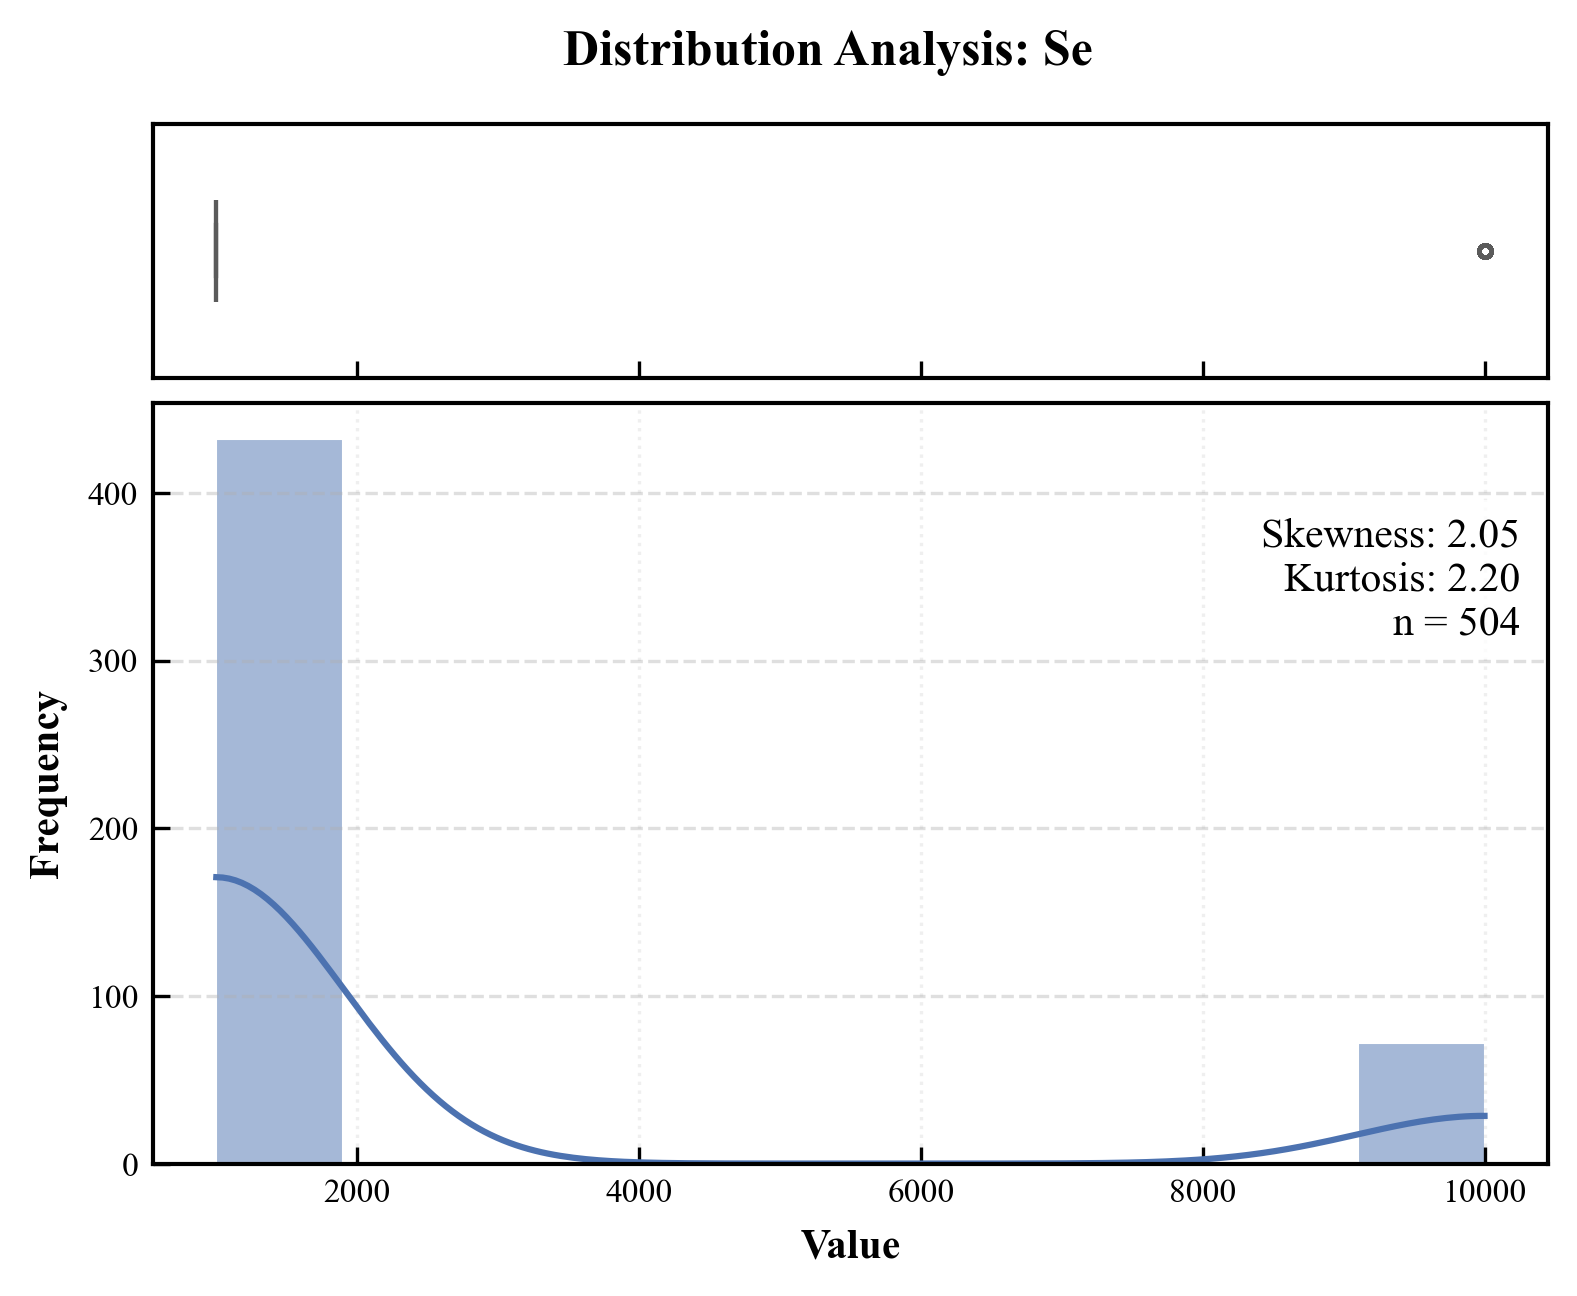 Distribution Analysis: Se
400
300
200
100
0
Frequency
Skewness: 2.05
Kurtosis: 2.20
n = 504
2000 4000 6000 8000 10000
Value